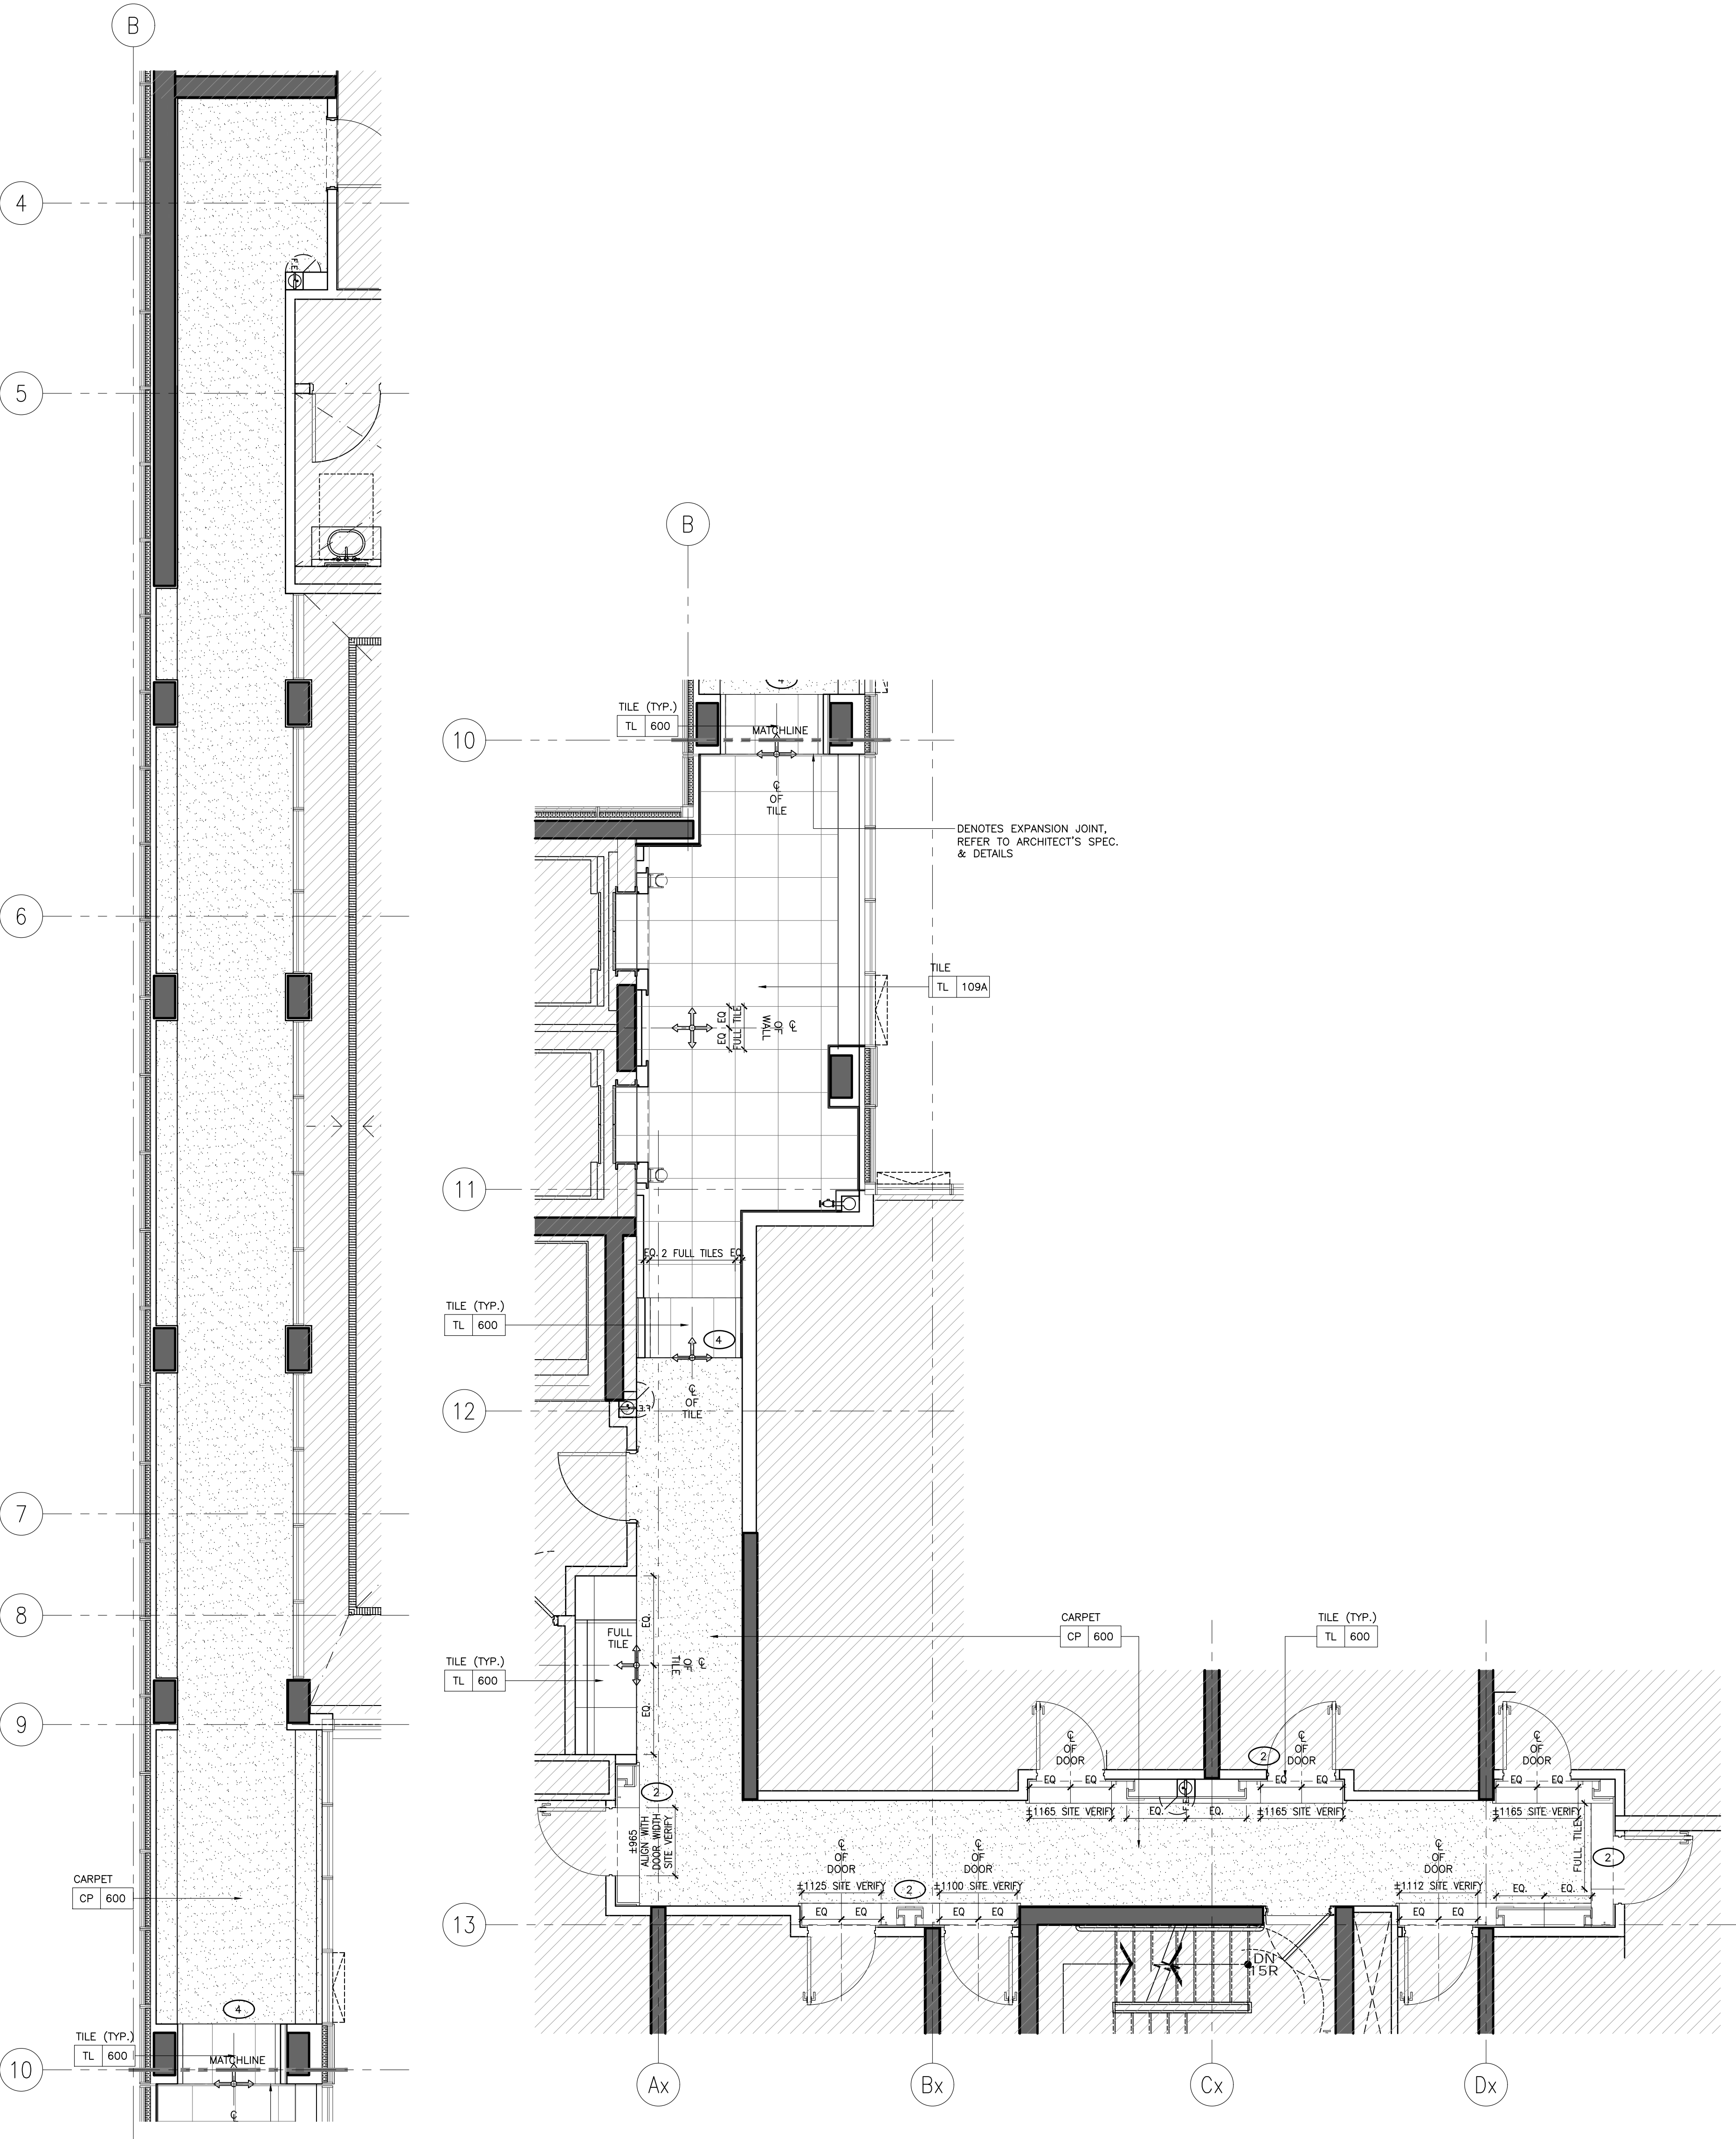 B
4
F.E.
5
6
7
8
9
CARPET
CP 600
4
TILE (TYP.)
TL 600
MATCHLINE
10
℄
B
4
TILE (TYP.)
TL 600
MATCHLINE
10
℄
OF
TILE
DENOTES EXPANSION JOINT,
REFER TO ARCHITECT'S SPEC.
& DETAILS
TILE
TL 109A
EQ
EQ
FULL TILE
℄
OF
WALL
11
EQ. 2 FULL TILES EQ.
TILE (TYP.)
TL 600
4
℄
OF
TILE
12
F.E.
CARPET
CP 600
TILE (TYP.)
TL 600
EQ.
FULL
TILE
℄
OF
TILE
TILE (TYP.)
TL 600
EQ.
℄
OF
DOOR
2
℄
OF
DOOR
℄
OF
DOOR
2
EQ EQ
EQ EQ
EQ EQ
±1165 SITE VERIFY
EQ. F.E. EQ.
±1165 SITE VERIFY
±1165 SITE VERIFY
±965
ALIGN WITH
DOOR WIDTH
SITE VERIFY
FULL TILE
2
℄
OF
DOOR
℄
OF
DOOR
℄
OF
DOOR
±1125 SITE VERIFY
2
±1100 SITE VERIFY
±1112 SITE VERIFY
EQ. EQ.
EQ EQ
EQ EQ
EQ EQ
13
DN
15R
Ax
Bx
Cx
Dx